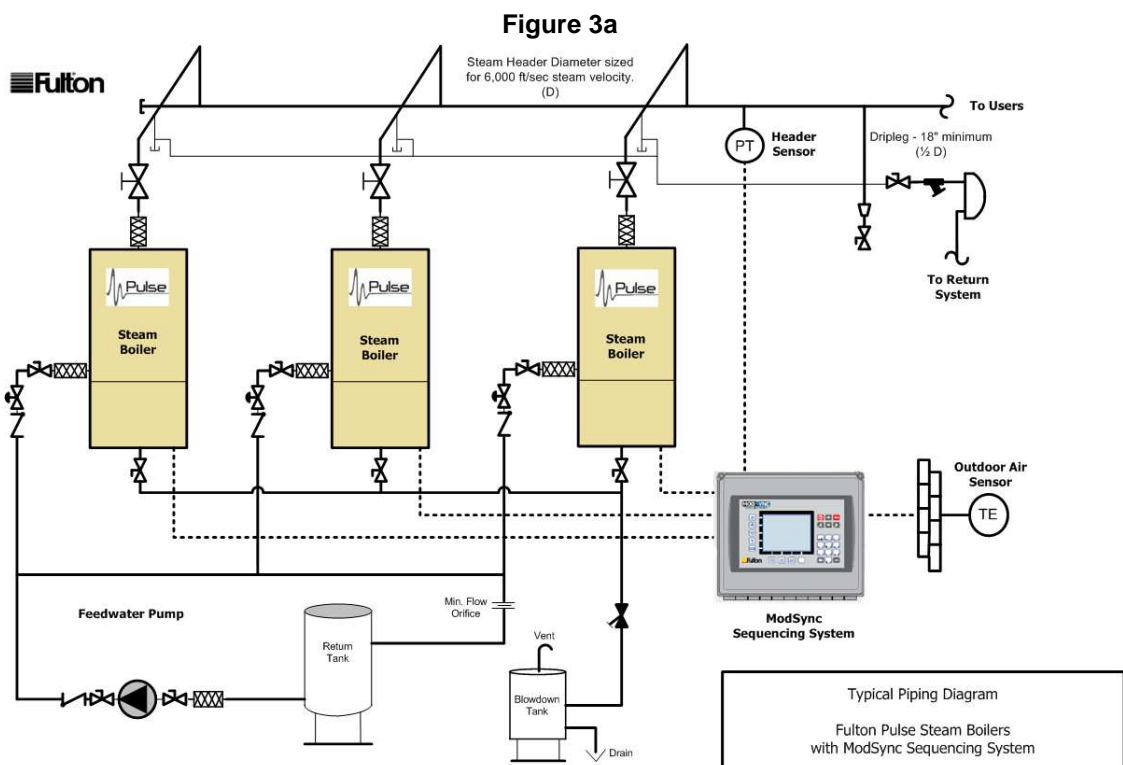 Figure 3a
Fulton
Steam Header Diameter sized
for 6,000 ft/sec steam velocity.
(D)
To Users
PT
Header
Sensor
Dripleg - 18" minimum
(½ D)
To Return
System
Pulse
Steam
Boiler
Pulse
Steam
Boiler
Pulse
Steam
Boiler
Outdoor Air
Sensor
TE
Fulton
ModSync
Sequencing System
Feedwater Pump
Min. Flow
Orifice
Return
Tank
Vent
Blowdown
Tank
Drain
Typical Piping Diagram
Fulton Pulse Steam Boilers
with ModSync Sequencing System